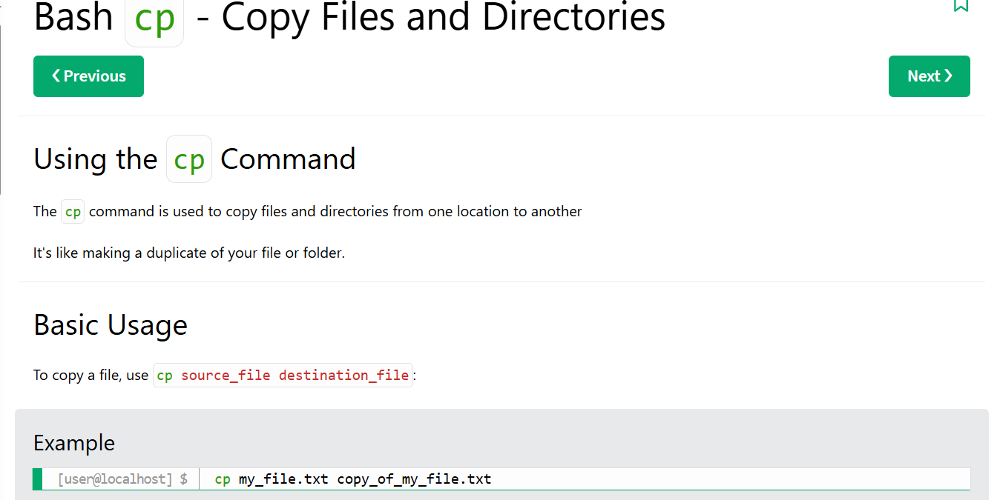 Bash cp - Copy Files and Directories
❮ Previous
Next ❯
Using the cp Command
The cp command is used to copy files and directories from one location to another
It's like making a duplicate of your file or folder.
Basic Usage
To copy a file, use cp source_file destination_file:
Example
[user@localhost] $ cp my_file.txt copy_of_my_file.txt